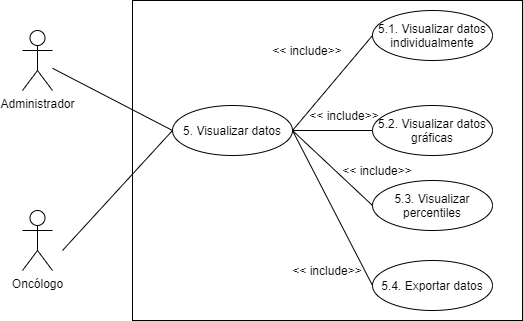 5.1. Visualizar datos
individualmente
<< include>>
Administrador
<< include>>
5. Visualizar datos
5.2. Visualizar datos
gráficas
<< include>>
5.3. Visualizar
percentiles
<< include>>
Oncólogo
5.4. Exportar datos